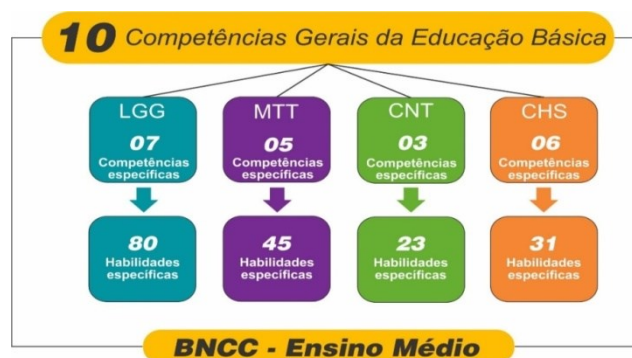 10 Competências Gerais da Educação Básica
LGG
07
Competências
específicas
MTT
05
Competências
específicas
CNT
03
Competências
específicas
CHS
06
Competências
específicas
80
Habilidades
específicas
45
Habilidades
específicas
23
Habilidades
específicas
31
Habilidades
específicas
BNCC - Ensino Médio